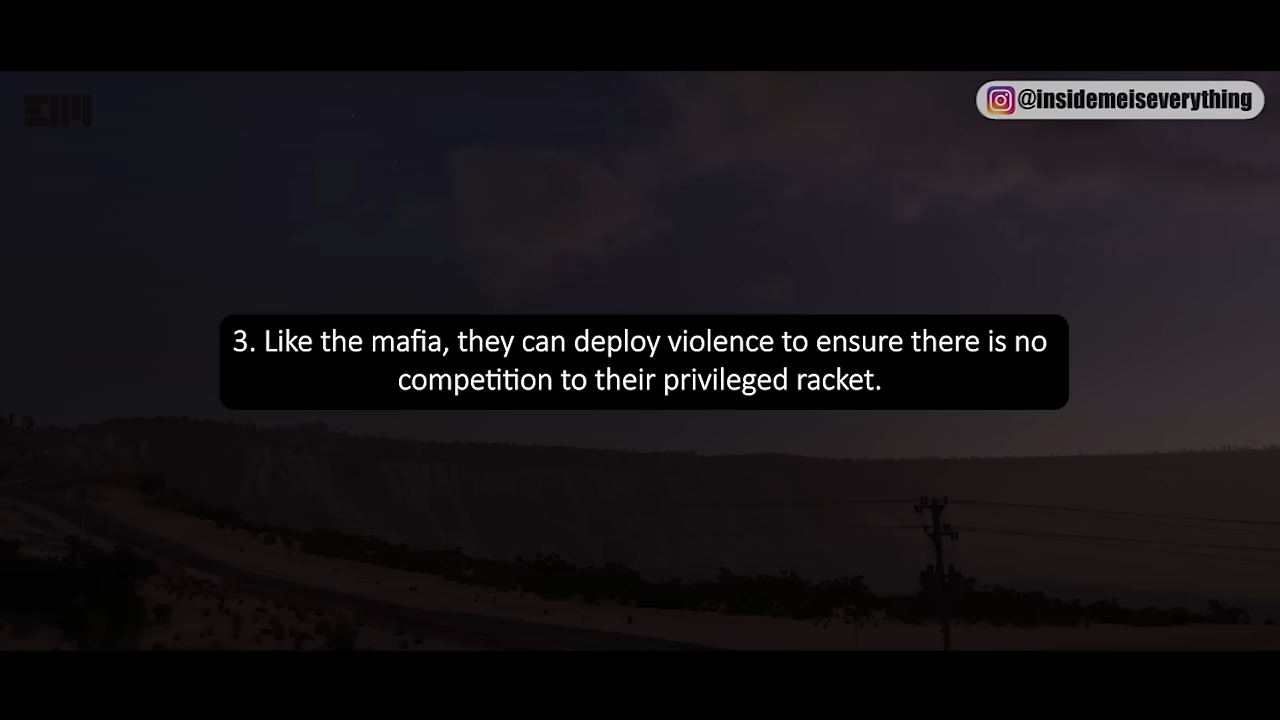 @insidemeiseverything
3. Like the mafia, they can deploy violence to ensure there is no
competition to their privileged racket.